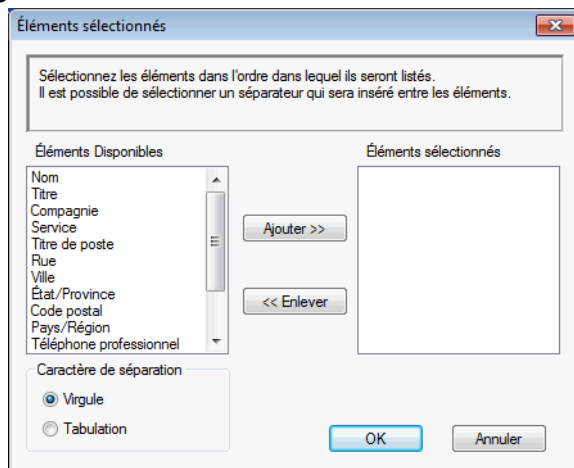 Éléments sélectionnés
Sélectionnez les éléments dans l'ordre dans lequel ils seront listés.
Il est possible de sélectionner un séparateur qui sera inséré entre les éléments.
Éléments Disponibles
Éléments sélectionnés
Nom
Titre
Compagnie
Service
Titre de poste
Rue
Ville
État/Province
Code postal
Pays/Région
Téléphone professionnel
Ajouter >>
<< Enlever
Caractère de séparation
Virgule
Tabulation
OK
Annuler